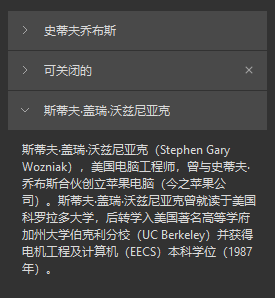 史蒂夫乔布斯
可关闭的
斯蒂夫·盖瑞·沃兹尼亚克
斯蒂夫·盖瑞·沃兹尼亚克（Stephen Gary
Wozniak），美国电脑工程师，曾与史蒂夫·
乔布斯合伙创立苹果电脑（今之苹果公
司）。斯蒂夫·盖瑞·沃兹尼亚克曾就读于美国
科罗拉多大学，后转学入美国著名高等学府
加州大学伯克利分校（UC Berkeley）并获得
电机工程及计算机（EECS）本科学位（1987
年）。